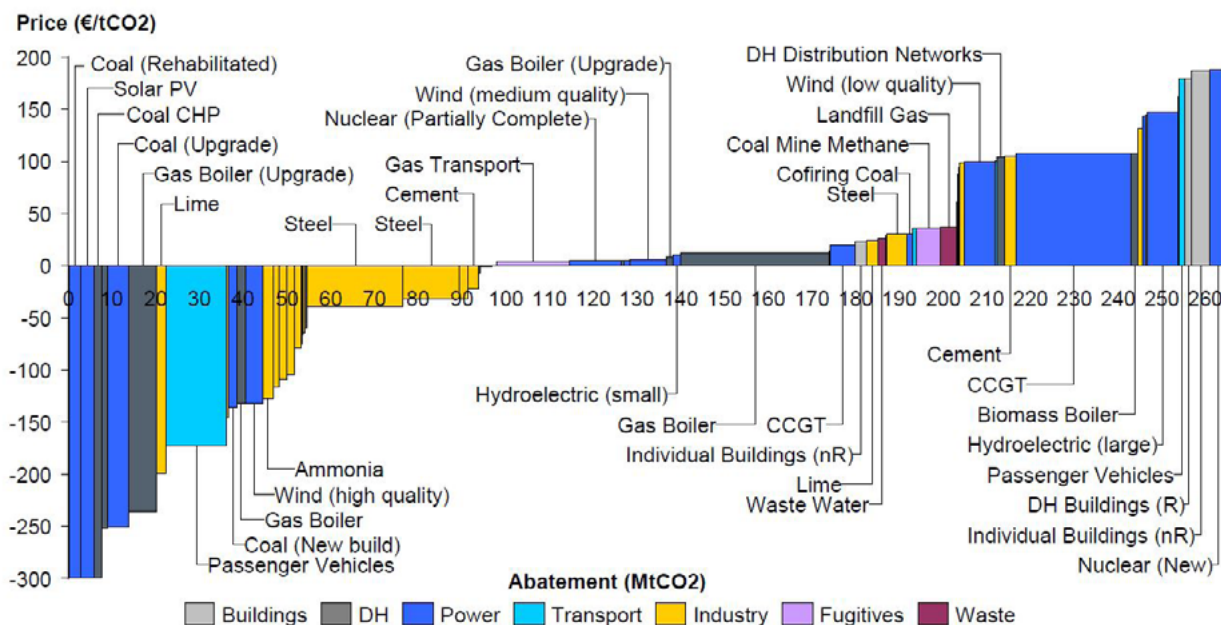 Price (€/tCO2)
200
150
100
50
0
-50
-100
-150
-200
-250
-300
Coal (Rehabilitated)
Solar PV
Coal CHP
Coal (Upgrade)
Gas Boiler (Upgrade)
Lime
Steel
Steel
Gas Boiler (Upgrade)
Wind (medium quality)
Nuclear (Partially Complete)
Gas Transport
Cement
DH Distribution Networks
Wind (low quality)
Landfill Gas
Coal Mine Methane
Cofiring Coal
Steel
0 10 20 30 40 50 60 70 80 90 100 110 120 130 140 150 160 170 180 190 200 210 220 230 240 250 260
Ammonia
Wind (high quality)
Gas Boiler
Coal (New build)
Passenger Vehicles
Hydroelectric (small)
Gas Boiler
CCGT
Individual Buildings (nR)
Lime
Waste Water
Cement
CCGT
Biomass Boiler
Hydroelectric (large)
Passenger Vehicles
DH Buildings (R)
Individual Buildings (nR)
Nuclear (New)
Abatement (MtCO2)
Buildings DH Power Transport Industry Fugitives Waste